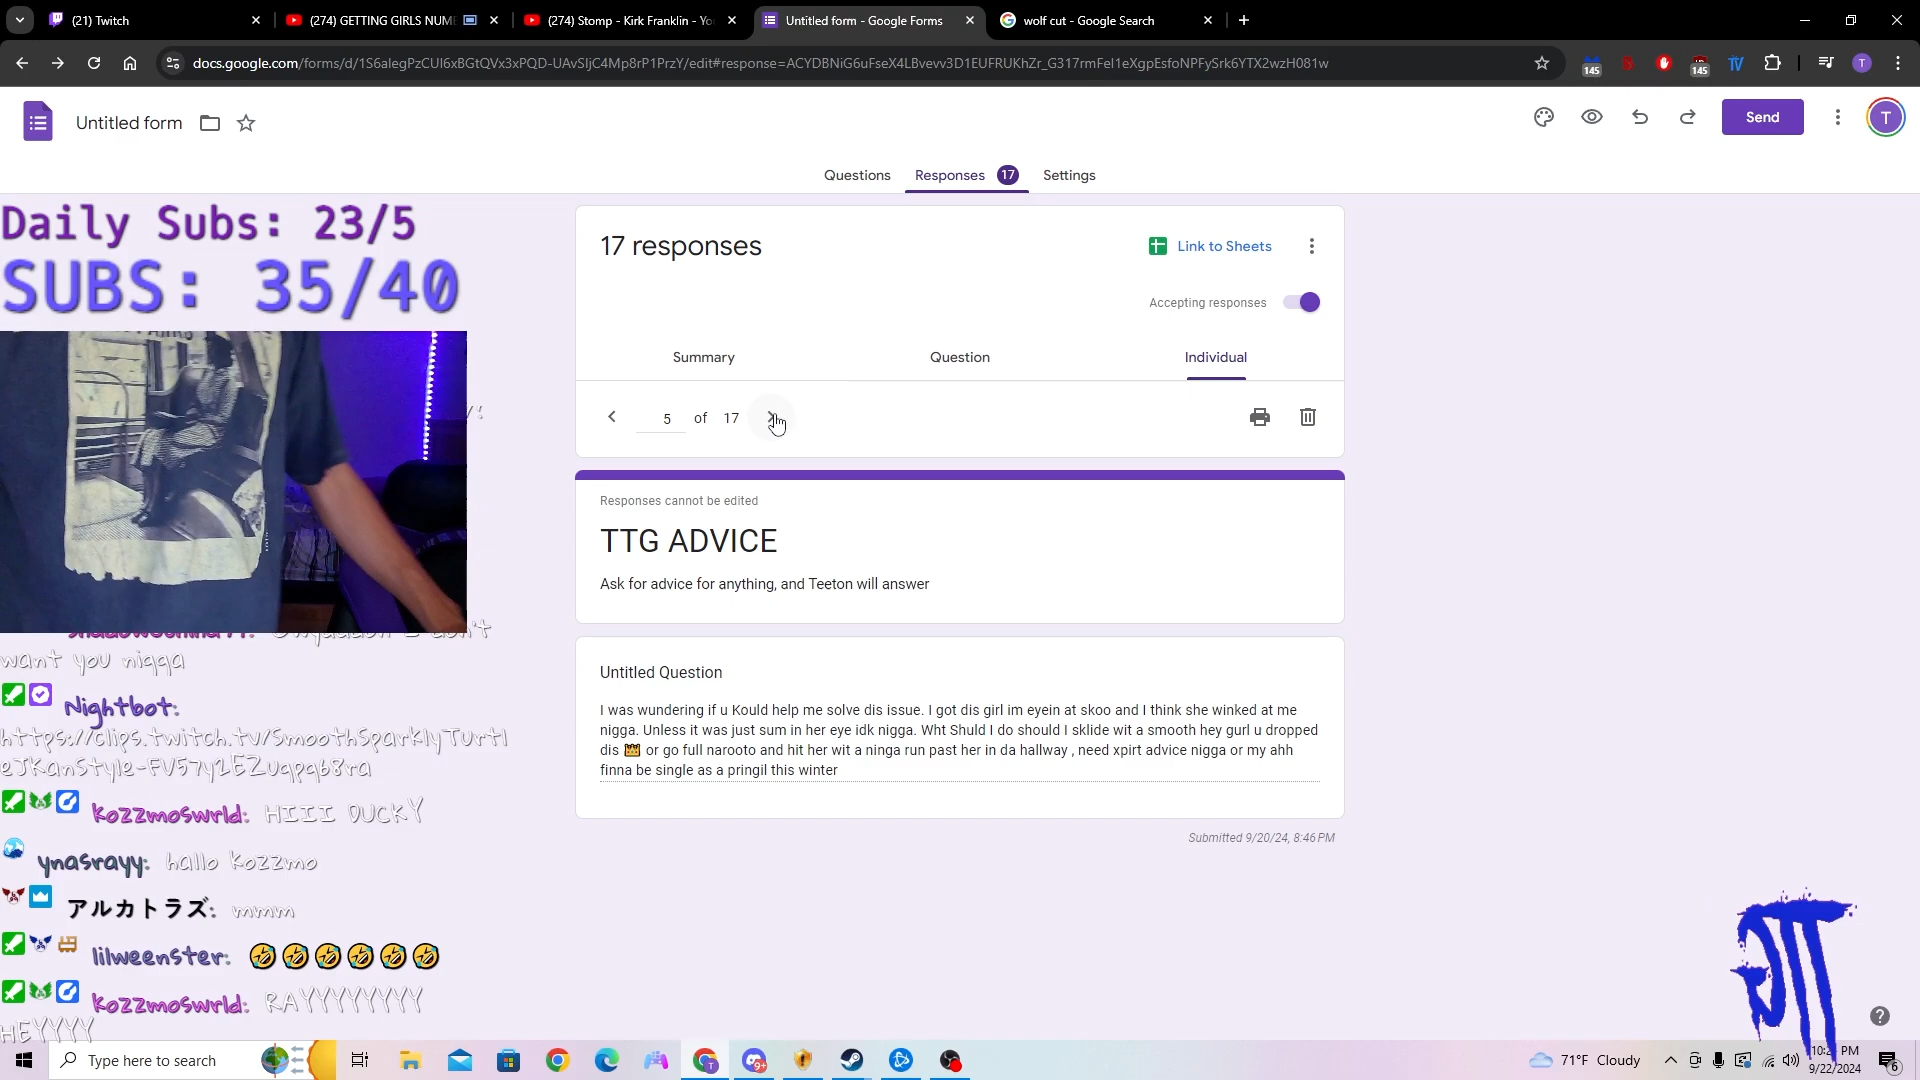 (21) Twitch
(274) GETTING GIRLS NUME
(274) Stomp - Kirk Franklin - Yo
Untitled form - Google Forms
wolf cut - Google Search
docs.google.com/forms/d/1S6alegPzCUI6xBGtQVx3xPQD-UAvSIjC4Mp8rP1PrzY/edit#response=ACYDBNiG6uFseX4LBvevv3D1EUFRUKhZr_G317rmFel1eXgpEsfoNPFySrk6YTX2wzH081w
145
145
T
Untitled form
Send
T
Questions
Responses 17
Settings
Daily Subs: 23/5
SUBS: 35/40
17 responses
Link to Sheets
Accepting responses
Summary
Question
Individual
5 of 17
Responses cannot be edited
TTG ADVICE
Ask for advice for anything, and Teeton will answer
Untitled Question
I was wundering if u Kould help me solve dis issue. I got dis girl im eyein at skoo and I think she winked at me
nigga. Unless it was just sum in her eye idk nigga. Wht Shuld I do should I sklide wit a smooth hey gurl u dropped
dis 👑 or go full narooto and hit her wit a ninga run past her in da hallway , need xpirt advice nigga or my ahh
finna be single as a pringil this winter
Submitted 9/20/24, 8:46 PM
want you nigga
Nightbot:
https://clips.twitch.tv/SmoothSparklyTurtl
eJKanStyle-FV57y2EZuqpq68ra
kozzmoswrld: HIII DUCKY
ynasrayy: hallo kozzmo
アルカトラズ: mmm
lilweenster: 🤣🤣🤣🤣🤣🤣
kozzmoswrld: RAYYYYYYYY
HEYYYY
Type here to search
9+
71°F Cloudy
PM
9/22/2024
6